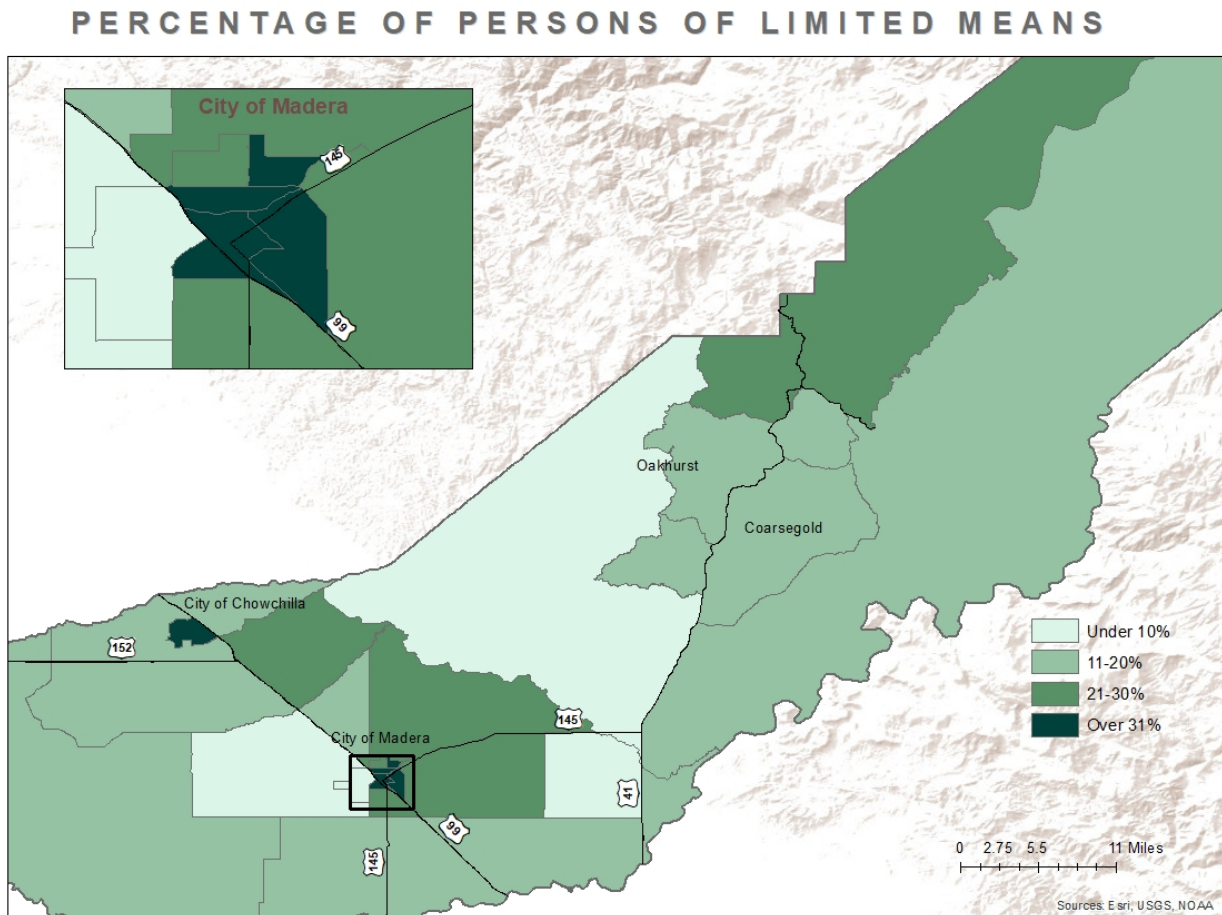 PERCENTAGE OF PERSONS OF LIMITED MEANS
City of Madera
145
99
Oakhurst
Coarsegold
City of Chowchilla
152
Under 10%
11-20%
21-30%
Over 31%
145
City of Madera
41
99
145
0 2.75 5.5 11 Miles
Sources: Esri, USGS, NOAA